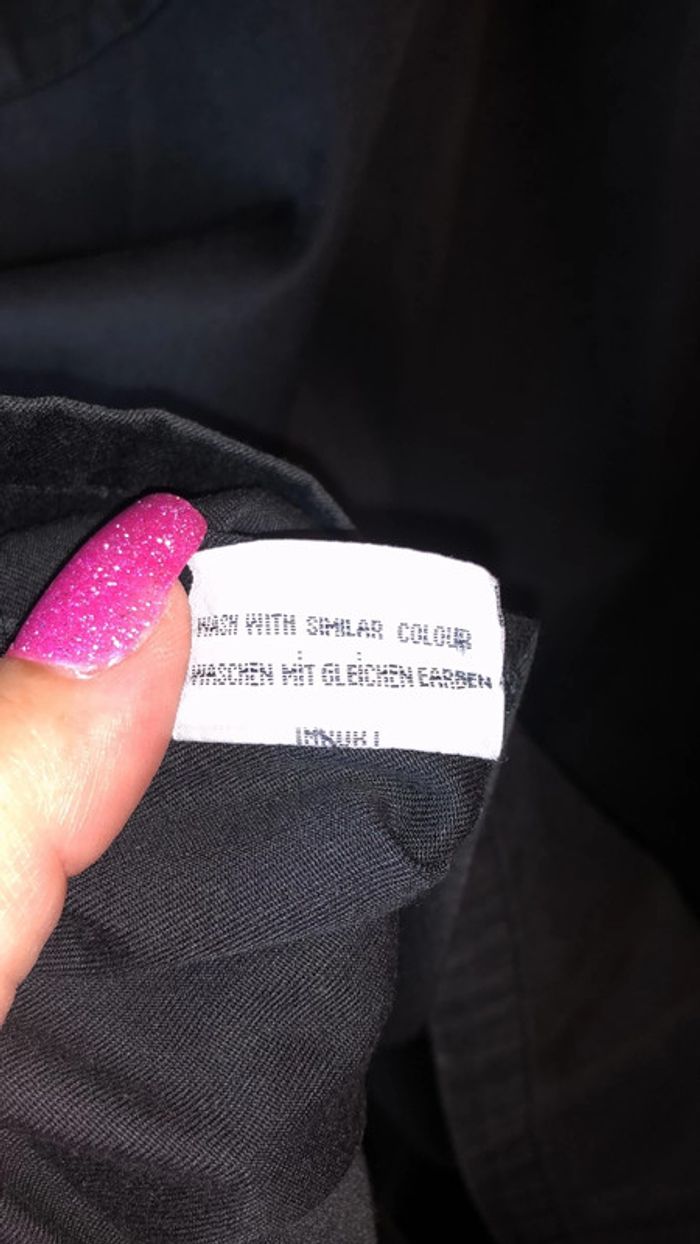 WASH WITH SIMILAR COLOUR
WASCHEN MIT GLEICHEN FARBEN